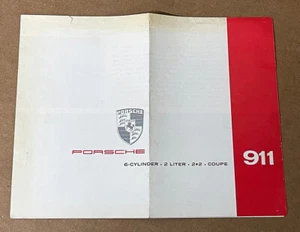 PORSCHE
6-CYLINDER - 2 LITER - 2+2 - COUPE
911